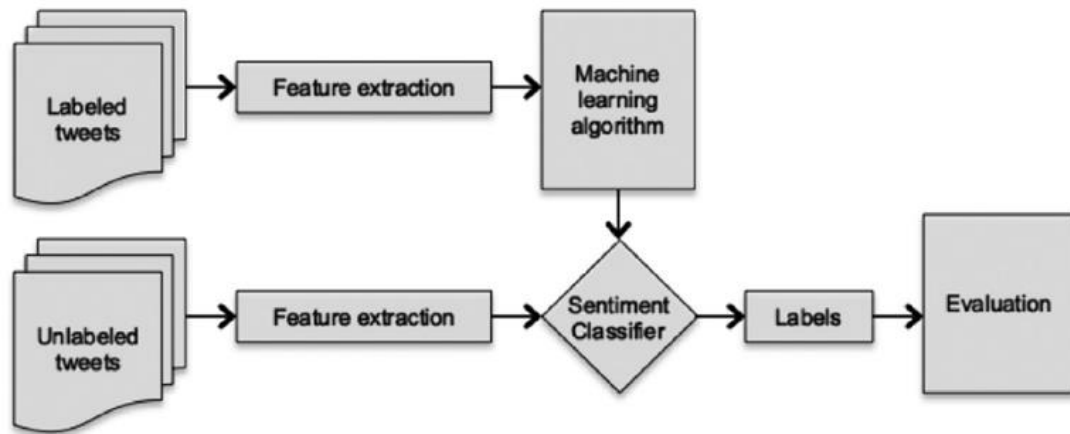 Labeled
tweets
Feature extraction
Machine
learning
algorithm
Unlabeled
tweets
Feature extraction
Sentiment
Classifier
Labels
Evaluation